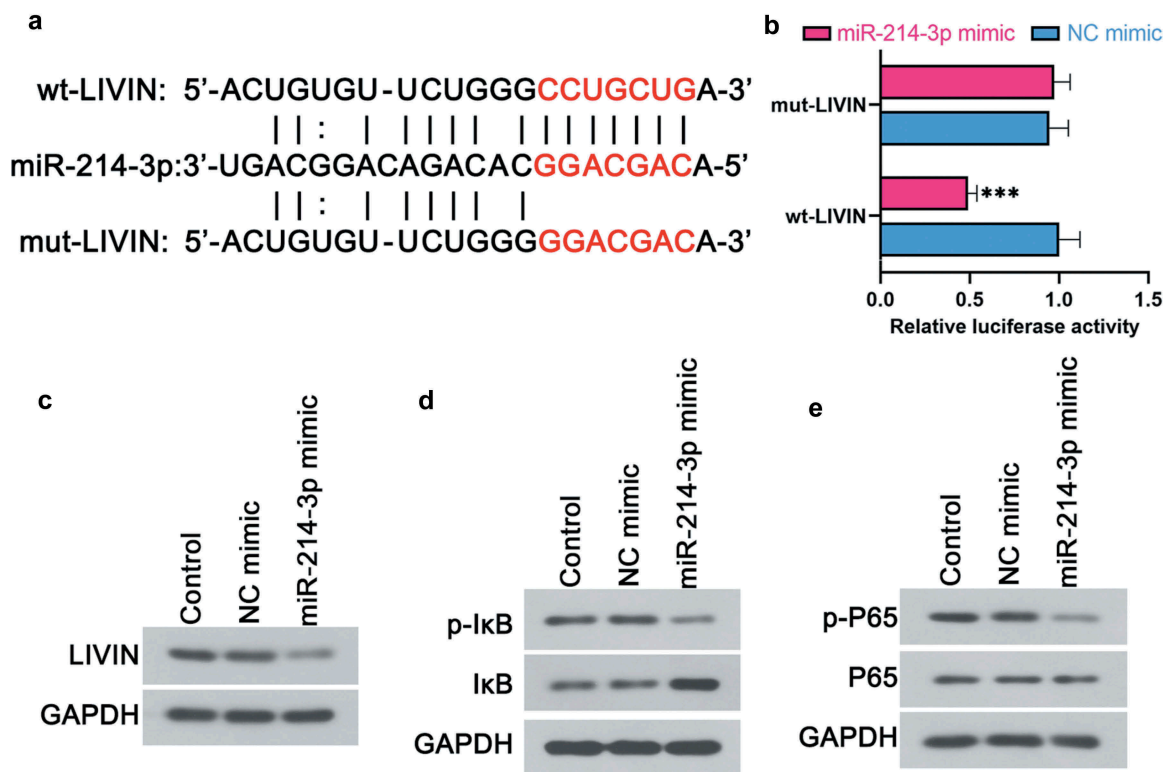 a
wt-LIVIN: 5’-ACUGUGU-UCUGGGCCUGCUGA-3’
miR-214-3p:3’-UGACGGACAGACACGGACGACA-5’
mut-LIVIN: 5’-ACUGUGU-UCUGGGGGACGACA-3’
b
miR-214-3p mimic NC mimic
mut-LIVIN
wt-LIVIN
***
0.0 0.5 1.0 1.5
Relative luciferase activity
c
Control
NC mimic
miR-214-3p mimic
LIVIN
GAPDH
d
Control
NC mimic
miR-214-3p mimic
p-IκB
IκB
GAPDH
e
Control
NC mimic
miR-214-3p mimic
p-P65
P65
GAPDH